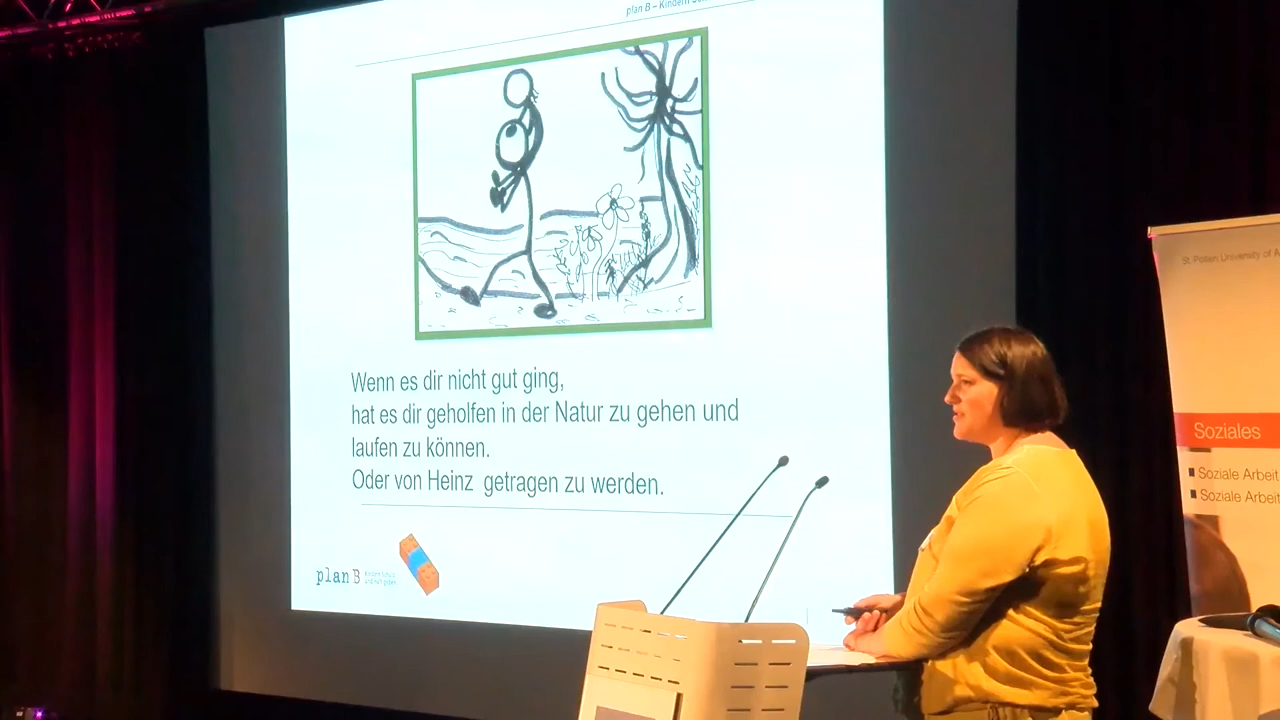 plan B – Kindern
Wenn es dir nicht gut ging,
hat es dir geholfen in der Natur zu gehen und
laufen zu können.
Oder von Heinz getragen zu werden.
plan B
St. Pölten University of A
Soziales
Soziale Arbeit
Soziale Arbeit